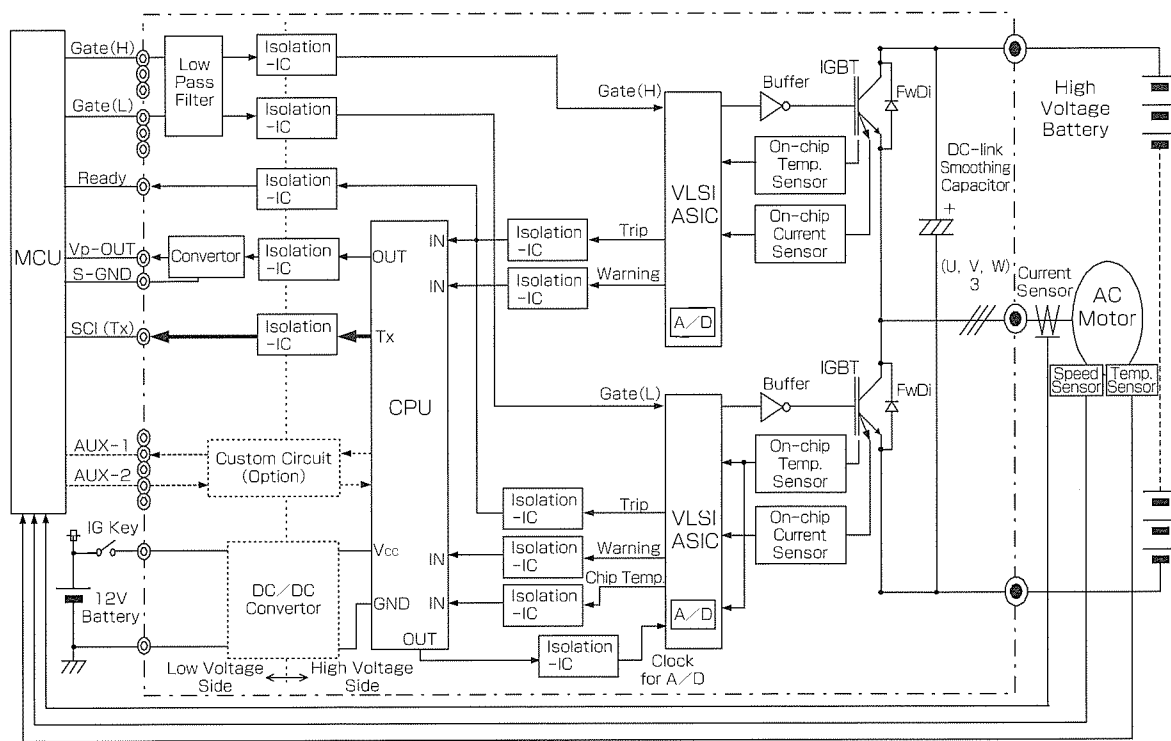 MCU
Gate(H)
Gate(L)
Ready
Vp-OUT
S-GND
SCI (Tx)
AUX-1
AUX-2
IG Key
12V
Battery
Low
Pass
Filter
Isolation
-IC
Isolation
-IC
Isolation
-IC
Convertor
Isolation
-IC
Isolation
-IC
Custom Circuit
(Option)
DC/DC
Convertor
Low Voltage
Side
High Voltage
Side
CPU
OUT
Tx
Vcc
GND
OUT
IN
IN
IN
IN
Isolation
-IC
Trip
Isolation
-IC
Warning
Isolation
-IC
Trip
Isolation
-IC
Warning
Isolation
-IC
Chip Temp.
Isolation
-IC
Clock
for A/D
Gate(H)
VLSI
ASIC
A/D
Buffer
IGBT
FwDi
On-chip
Temp.
Sensor
On-chip
Current
Sensor
Gate(L)
VLSI
ASIC
A/D
Buffer
IGBT
FwDi
On-chip
Temp.
Sensor
On-chip
Current
Sensor
DC-link
Smoothing
Capacitor
+
High
Voltage
Battery
(U, V, W)
3
Current
Sensor
AC
Motor
Speed
Sensor
Temp.
Sensor